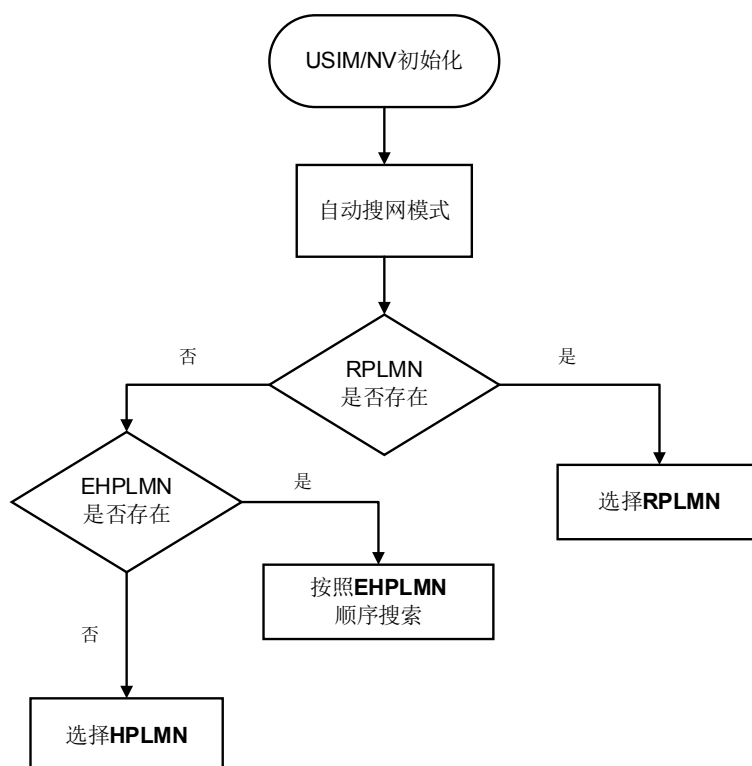 USIM/NV初始化
自动搜网模式
RPLMN
是否存在
否
是
EHPLMN
是否存在
是
选择RPLMN
按照EHPLMN
顺序搜索
否
选择HPLMN